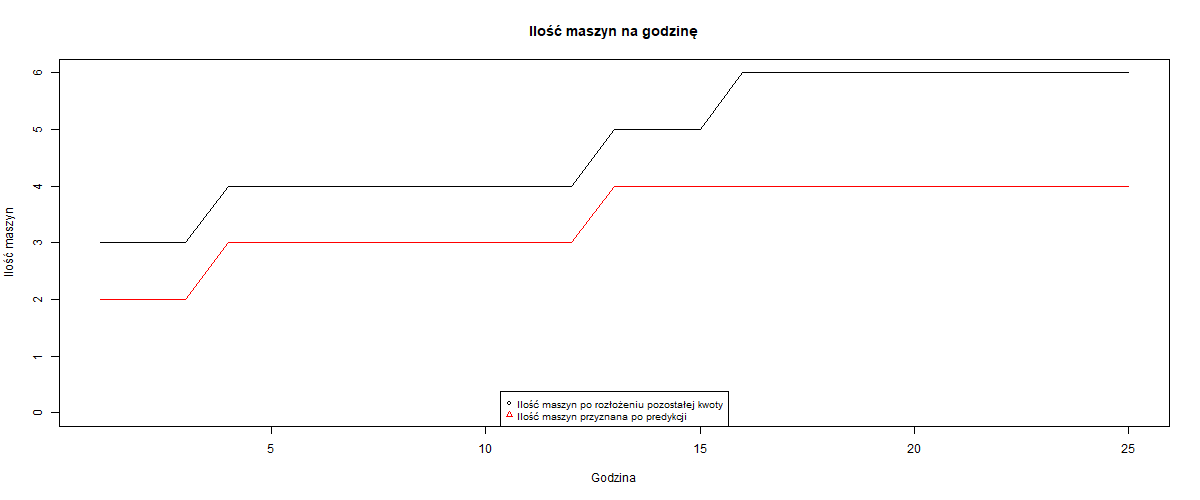 Ilość maszyn na godzinę
Ilość maszyn
6
5
4
3
2
1
0
Ilość maszyn po rozłożeniu pozostałej kwoty
Ilość maszyn przyznana po predykcji
5 10 15 20 25
Godzina